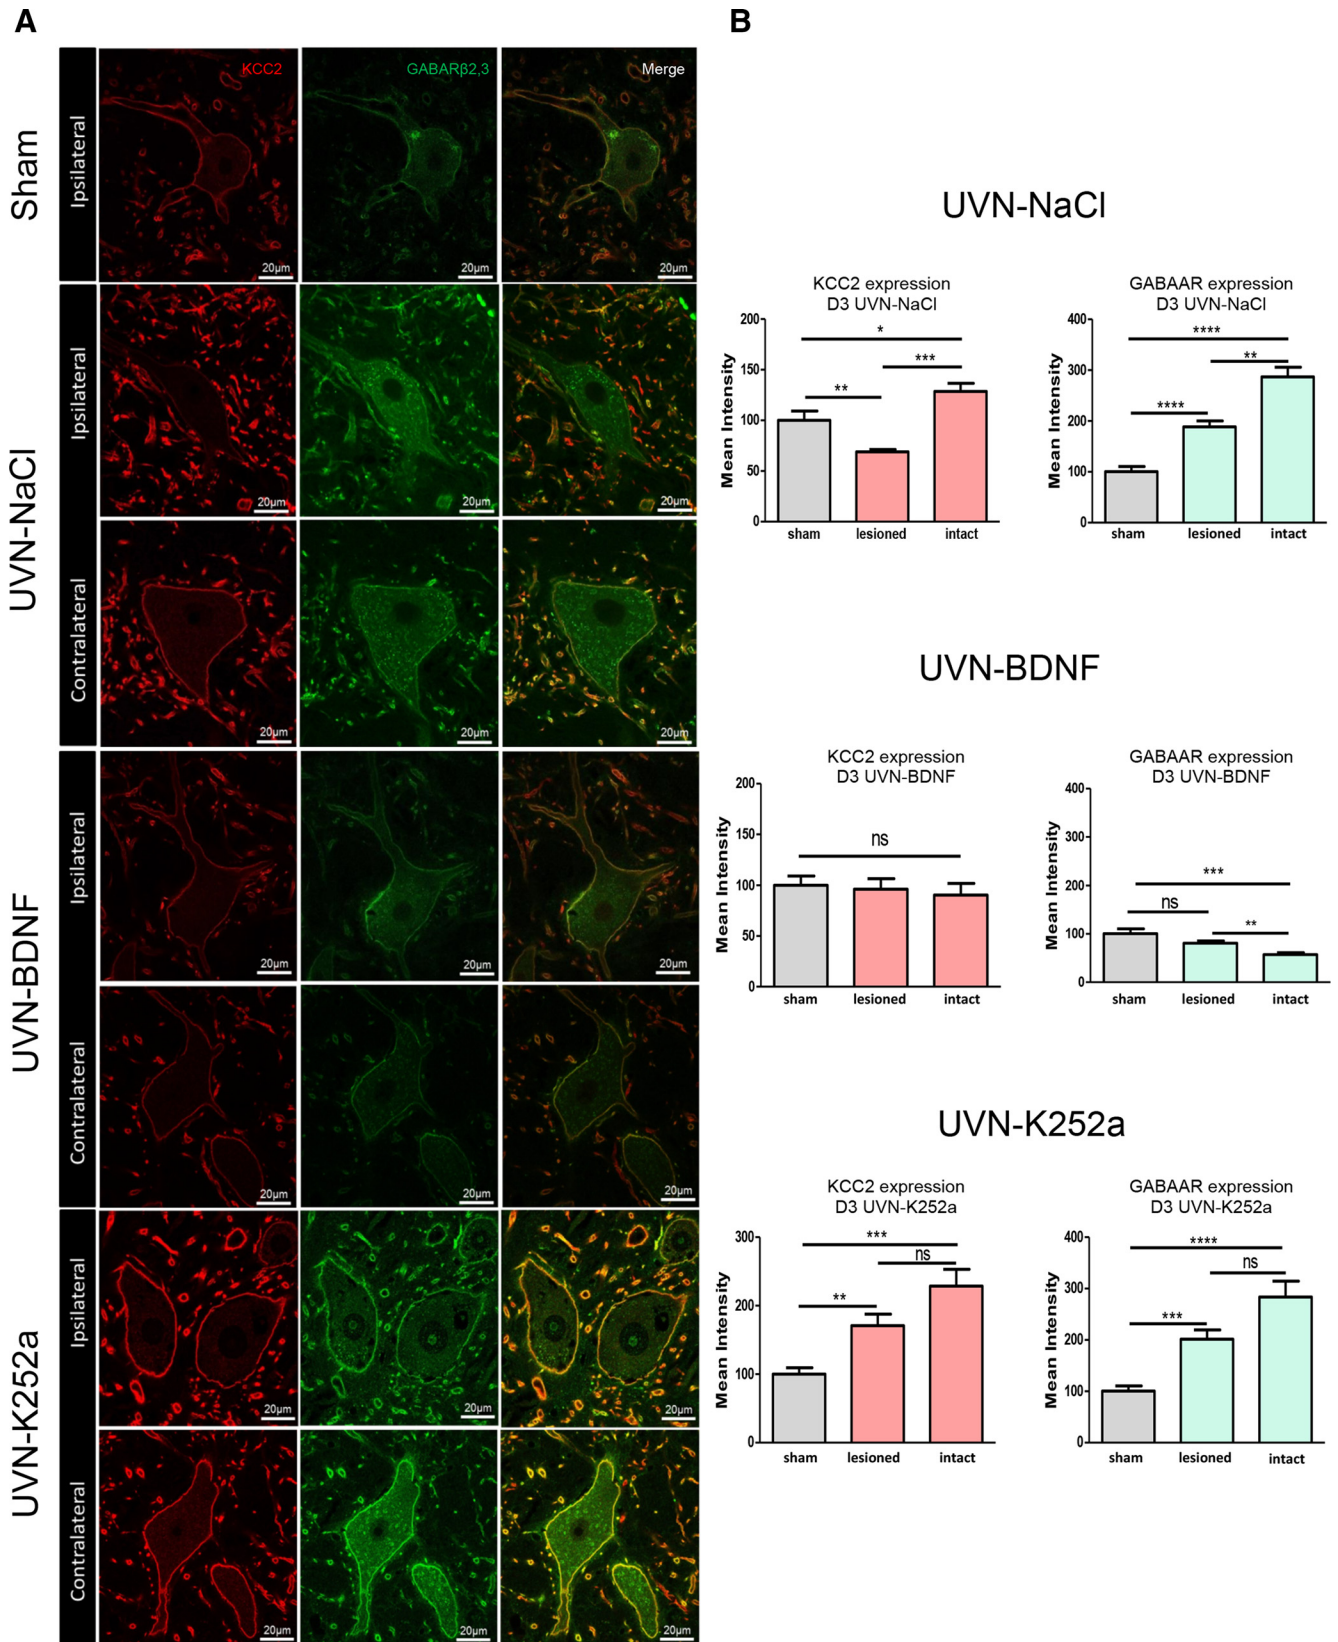 A
B
Sham
Ipsilateral
KCC2
GABARβ2,3
Merge
20µm
20µm
20µm
UVN-NaCl
Ipsilateral
20µm
20µm
20µm
Contralateral
20µm
20µm
20µm
UVN-BDNF
Ipsilateral
20µm
20µm
20µm
Contralateral
20µm
20µm
20µm
UVN-K252a
Ipsilateral
20µm
20µm
20µm
Contralateral
20µm
20µm
20µm
UVN-NaCl
KCC2 expression
D3 UVN-NaCl
Mean Intensity
200
150
100
50
0
*
***
**
sham
lesioned
intact
GABAAR expression
D3 UVN-NaCl
Mean Intensity
400
300
200
100
0
****
**
****
sham
lesioned
intact
UVN-BDNF
KCC2 expression
D3 UVN-BDNF
Mean Intensity
200
150
100
50
0
ns
sham
lesioned
intact
GABAAR expression
D3 UVN-BDNF
Mean Intensity
400
300
200
100
0
***
ns
**
sham
lesioned
intact
UVN-K252a
KCC2 expression
D3 UVN-K252a
Mean Intensity
300
200
100
0
***
ns
**
sham
lesioned
intact
GABAAR expression
D3 UVN-K252a
Mean Intensity
400
300
200
100
0
****
ns
***
sham
lesioned
intact